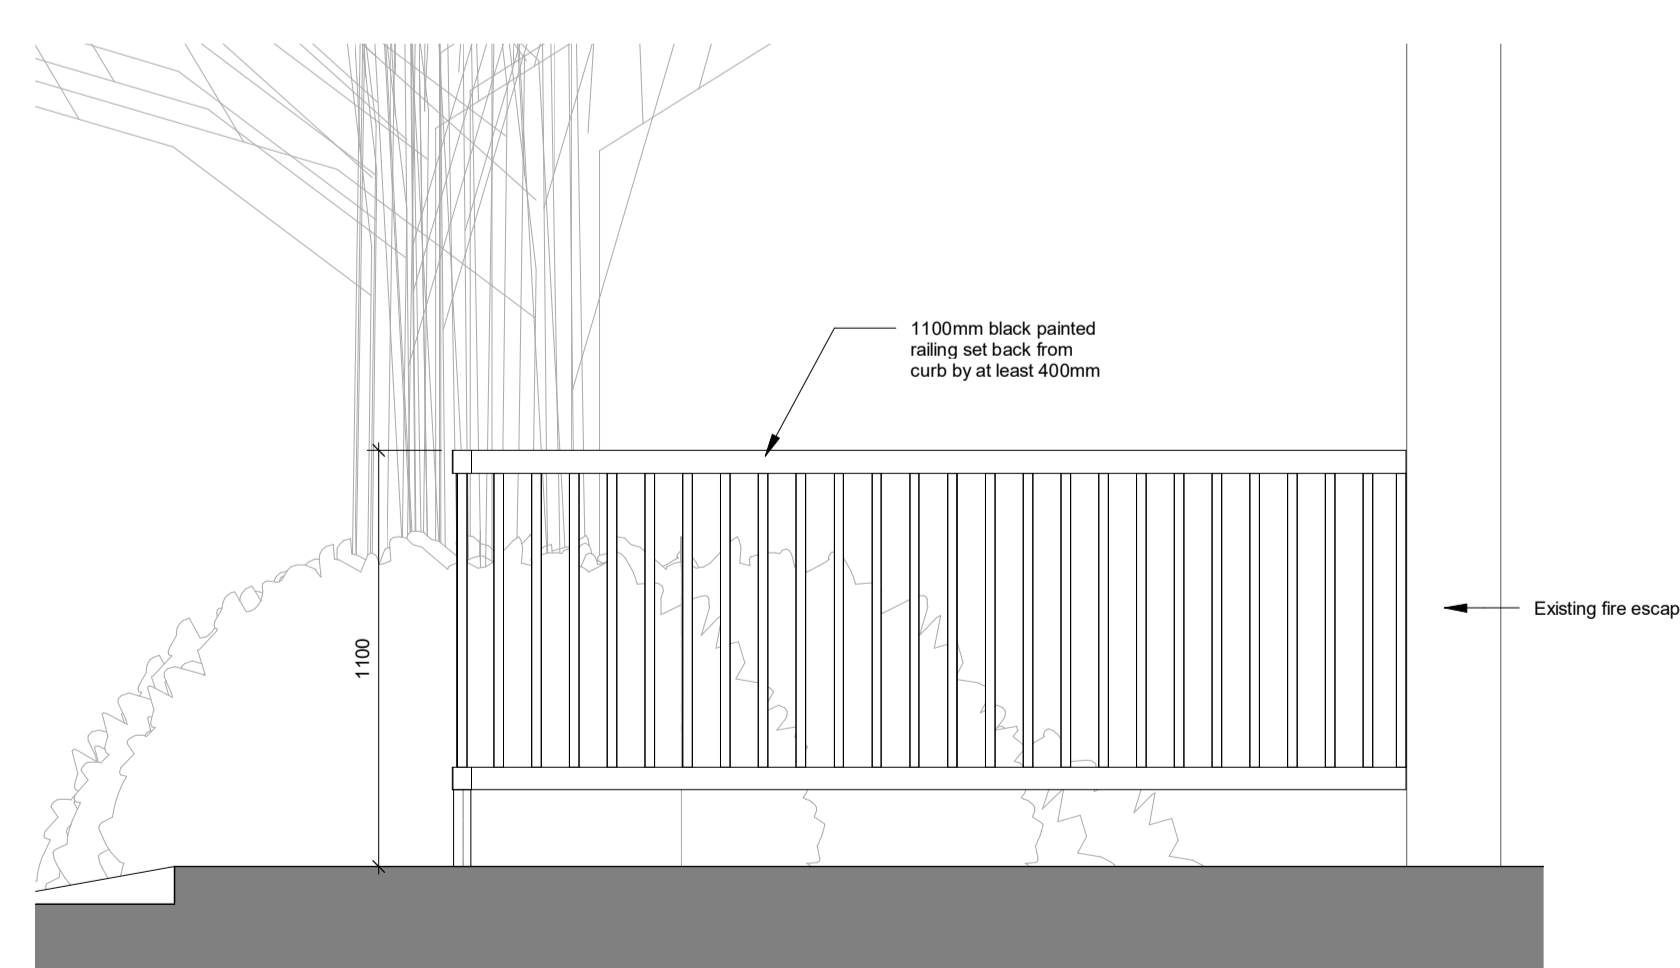 1100mm black painted
railing set back from
curb by at least 400mm
Existing fire escap
1100